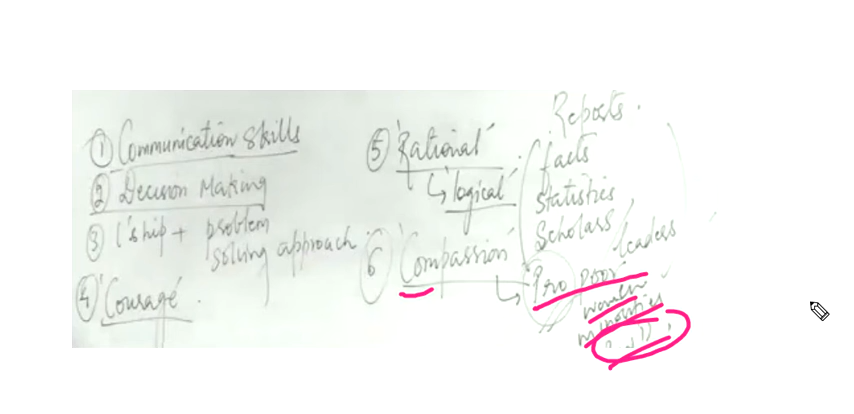 ① Communication skills
② Decision Making
③ L'ship + problem
solving approach
④ 'Courage'
⑤ 'Rational'
↳ 'logical'
Reports.
facts
statistics
Scholars
leaders
⑥ 'Compassion'
↳ 'Pro poor'
women
minorities